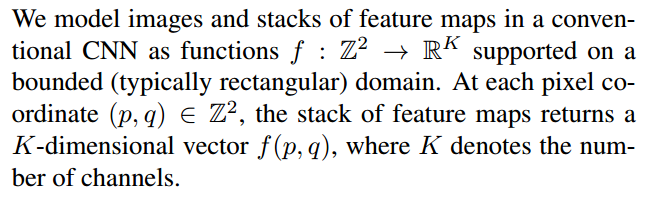 We model images and stacks of feature maps in a conven-
tional CNN as functions f : ℤ² → ℝᴷ supported on a
bounded (typically rectangular) domain. At each pixel co-
ordinate (p, q) ∈ ℤ², the stack of feature maps returns a
K-dimensional vector f(p, q), where K denotes the num-
ber of channels.